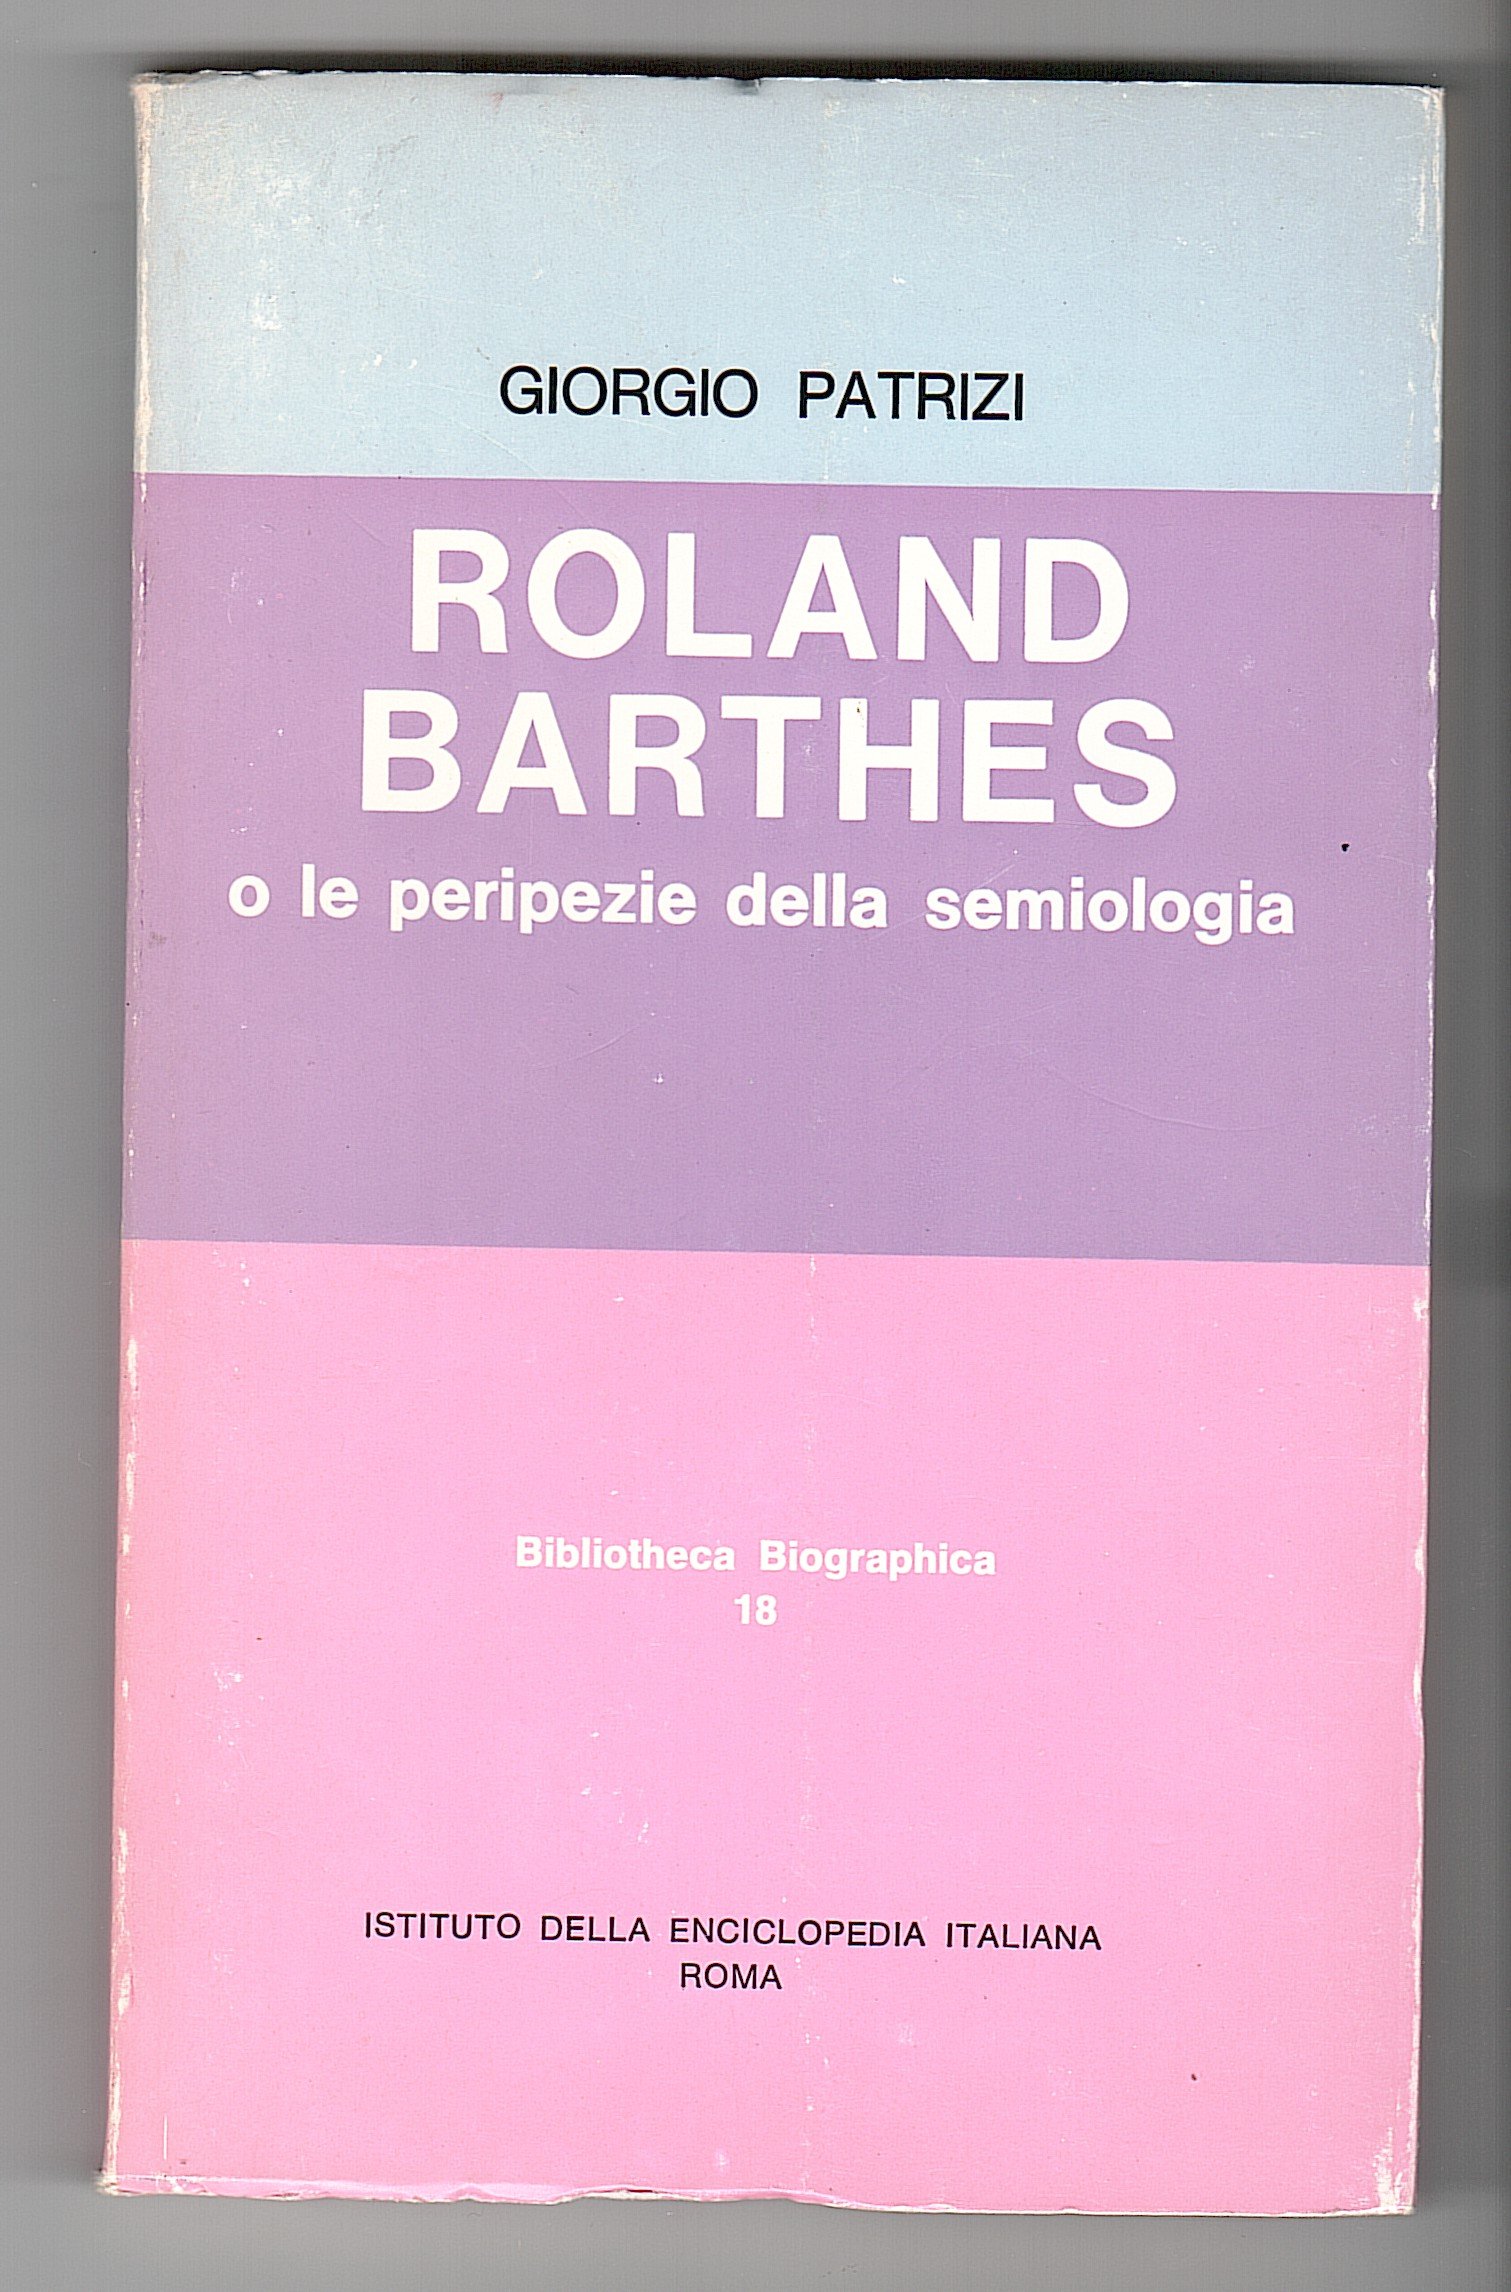 GIORGIO PATRIZI
ROLAND
BARTHES
o le peripezie della semiologia
Bibliotheca Biographica
18
ISTITUTO DELLA ENCICLOPEDIA ITALIANA
ROMA